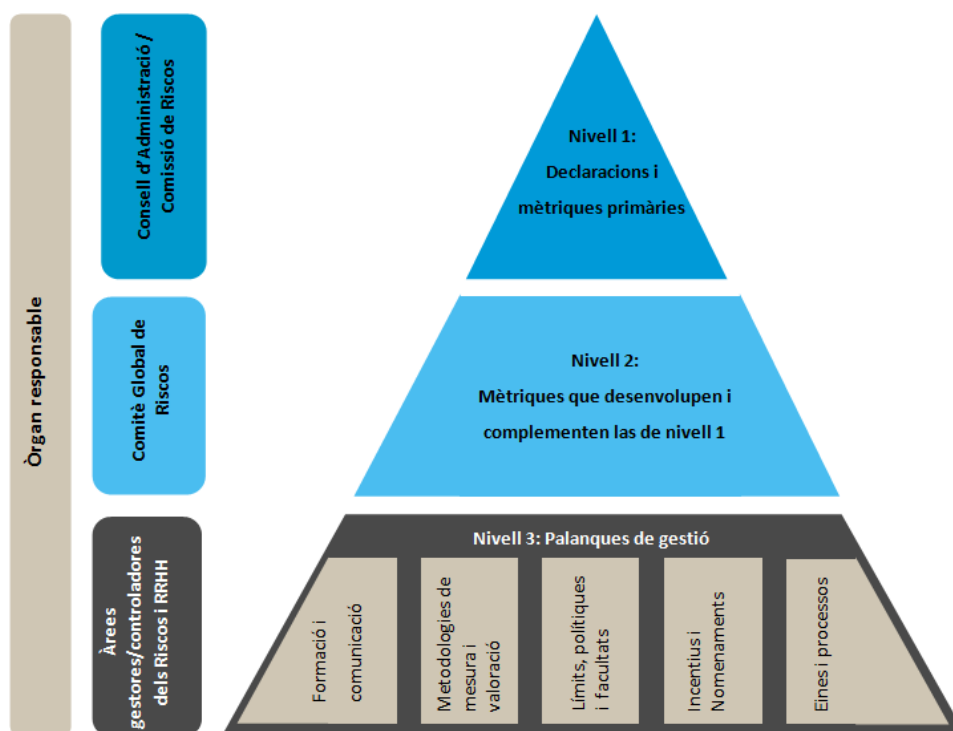 Òrgan responsable
Consell d'Administració /
Comissió de Riscos
Nivell 1:
Declaracions i
mètriques primàries
Comitè Global de
Riscos
Nivell 2:
Mètriques que desenvolupen i
complementen las de nivell 1
Àrees
gestores/controladores
dels Riscos i RRHH
Nivell 3: Palanques de gestió
Formació i
comunicació
Metodologies de
mesura i
valoració
Límits, polítiques
i facultats
Incentius i
Nomenaments
Eines i processos